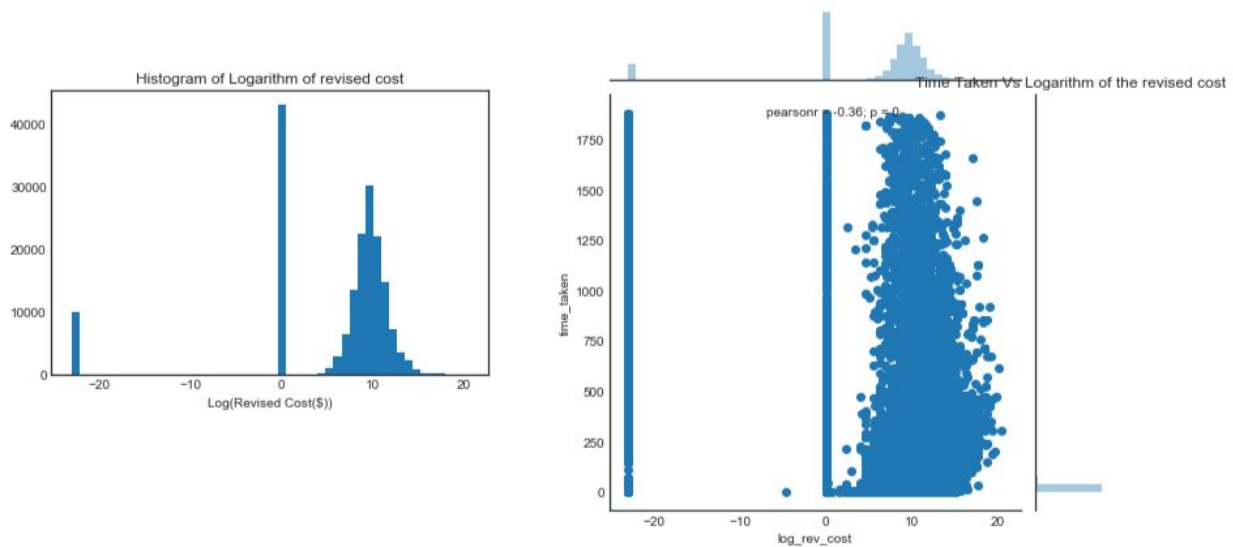 Histogram of Logarithm of revised cost
40000
30000
20000
10000
0
−20 −10 0 10 20
Log(Revised Cost($))
Time Taken Vs Logarithm of the revised cost
pearsonr = -0.36; p = 0
1750
1500
1250
1000
750
500
250
0
time_taken
−20 −10 0 10 20
log_rev_cost